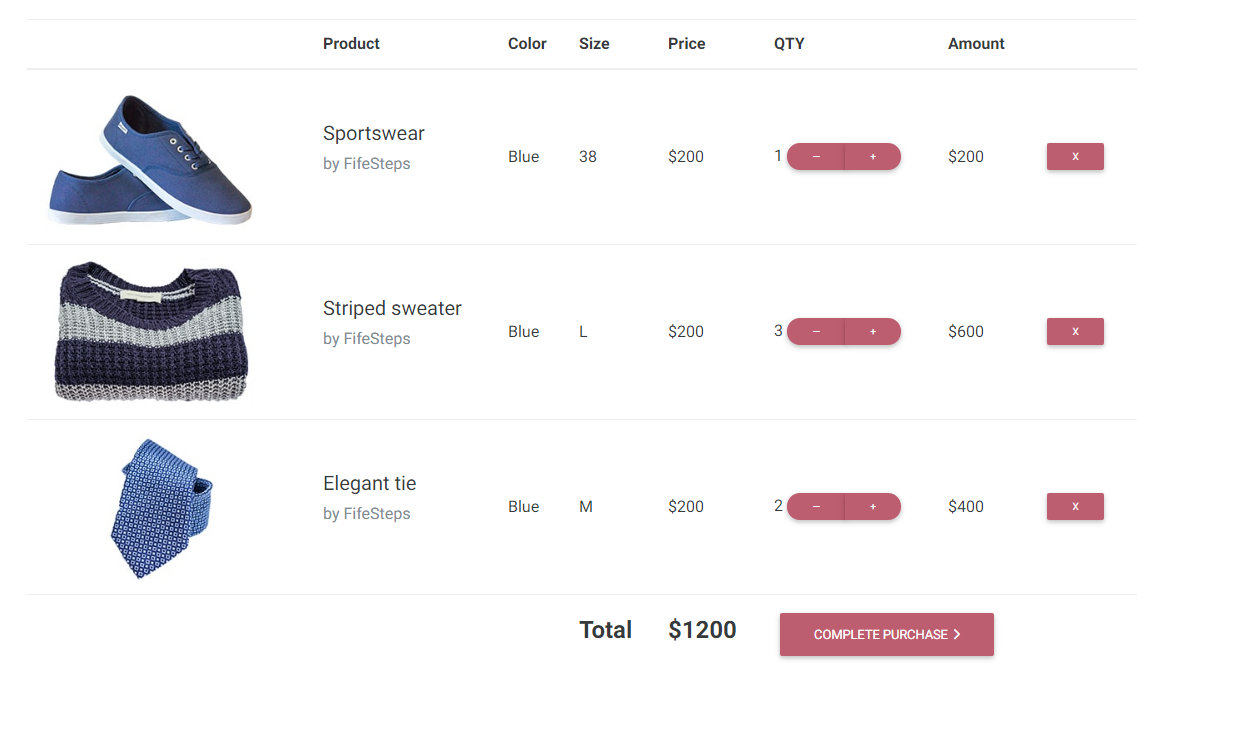 Product Color Size Price QTY Amount
Sportswear
by FifeSteps
Blue 38 $200 1 – + $200 X
Striped sweater
by FifeSteps
Blue L $200 3 – + $600 X
Elegant tie
by FifeSteps
Blue M $200 2 – + $400 X
Total $1200 COMPLETE PURCHASE >